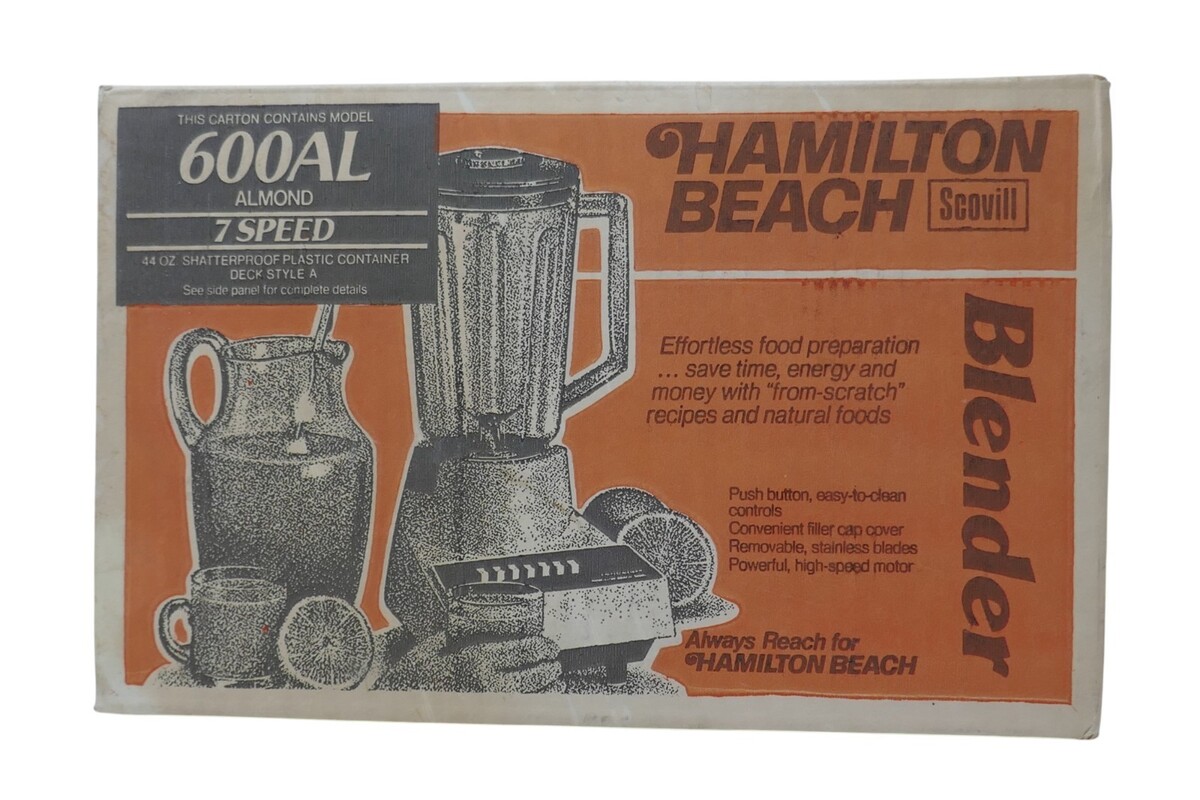 THIS CARTON CONTAINS MODEL
600AL
ALMOND
7 SPEED
44 OZ. SHATTERPROOF PLASTIC CONTAINER
DECK STYLE A
See side panel for complete details
HAMILTON
BEACH
Scovill
Blender
Effortless food preparation
... save time, energy and
money with "from-scratch"
recipes and natural foods
Push button, easy-to-clean
controls
Convenient filler cap cover
Removable, stainless blades
Powerful, high-speed motor
Always Reach for
HAMILTON BEACH